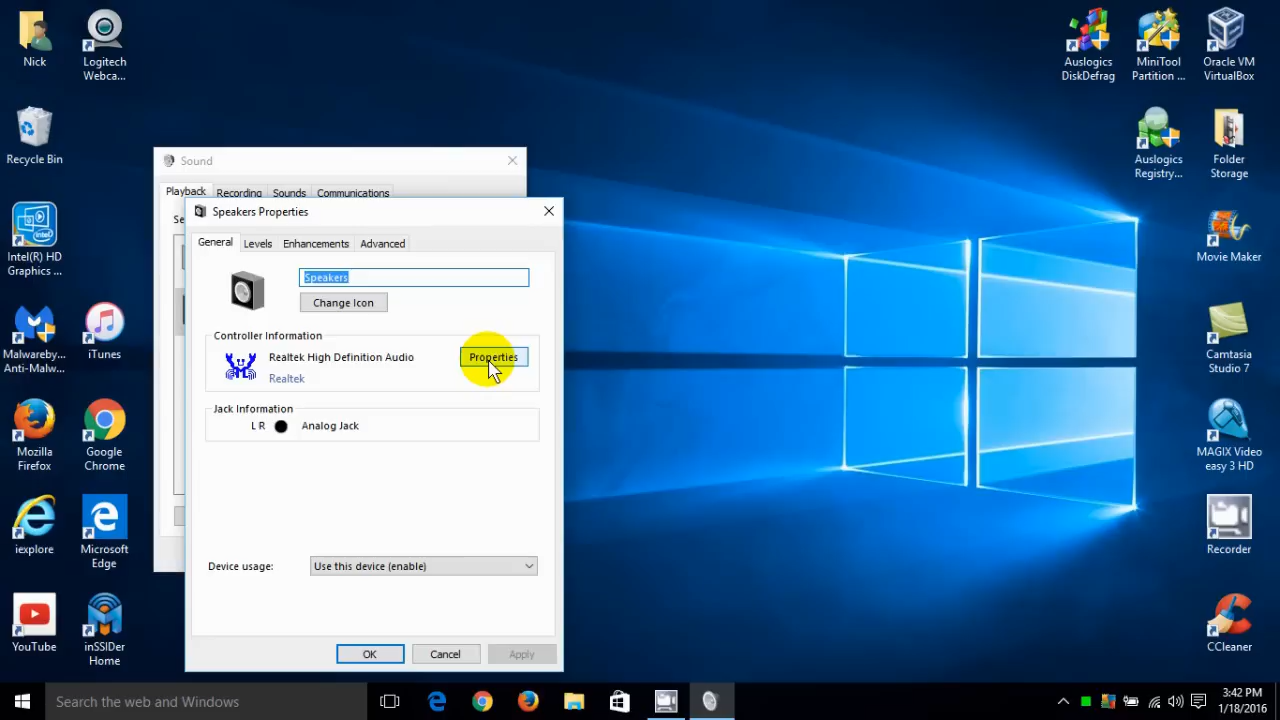 Nick
Logitech
Webca...
Auslogics
DiskDefrag
MiniTool
Partition ...
Oracle VM
VirtualBox
Recycle Bin
Auslogics
Registry...
Folder
Storage
Intel(R) HD
Graphics ...
Movie Maker
Malwareby...
Anti-Malw...
iTunes
Camtasia
Studio 7
Mozilla
Firefox
Google
Chrome
MAGIX Video
easy 3 HD
iexplore
Microsoft
Edge
Recorder
YouTube
inSSIDer
Home
CCleaner
Sound
Playback
Recording
Sounds
Communications
Se
Speakers Properties
General
Levels
Enhancements
Advanced
Speakers
Change Icon
Controller Information
Realtek High Definition Audio
Properties
Realtek
Jack Information
L R
Analog Jack
Device usage:
Use this device (enable)
OK
Cancel
Apply
Search the web and Windows
3:42 PM
1/18/2016